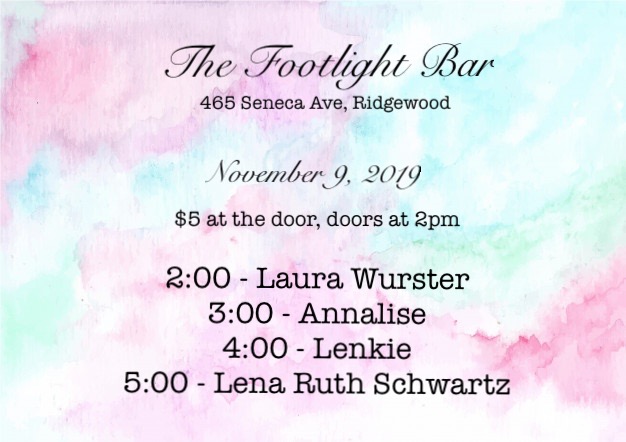 The Footlight Bar
465 Seneca Ave, Ridgewood
November 9, 2019
$5 at the door, doors at 2pm
2:00 - Laura Wurster
3:00 - Annalise
4:00 - Lenkie
5:00 - Lena Ruth Schwartz